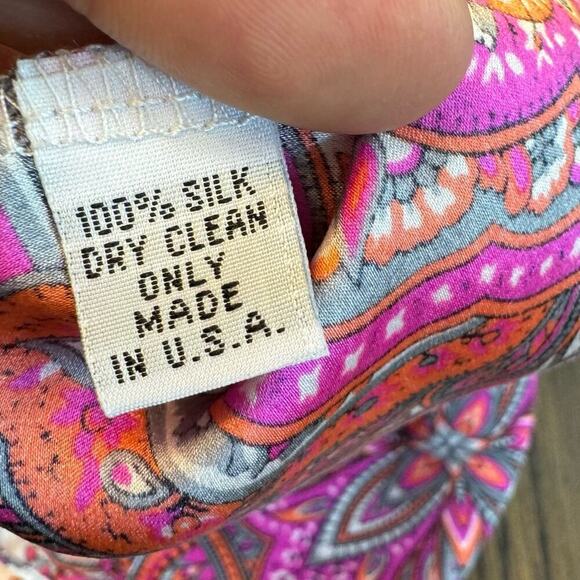 100% SILK
DRY CLEAN
ONLY
MADE
IN U.S.A.